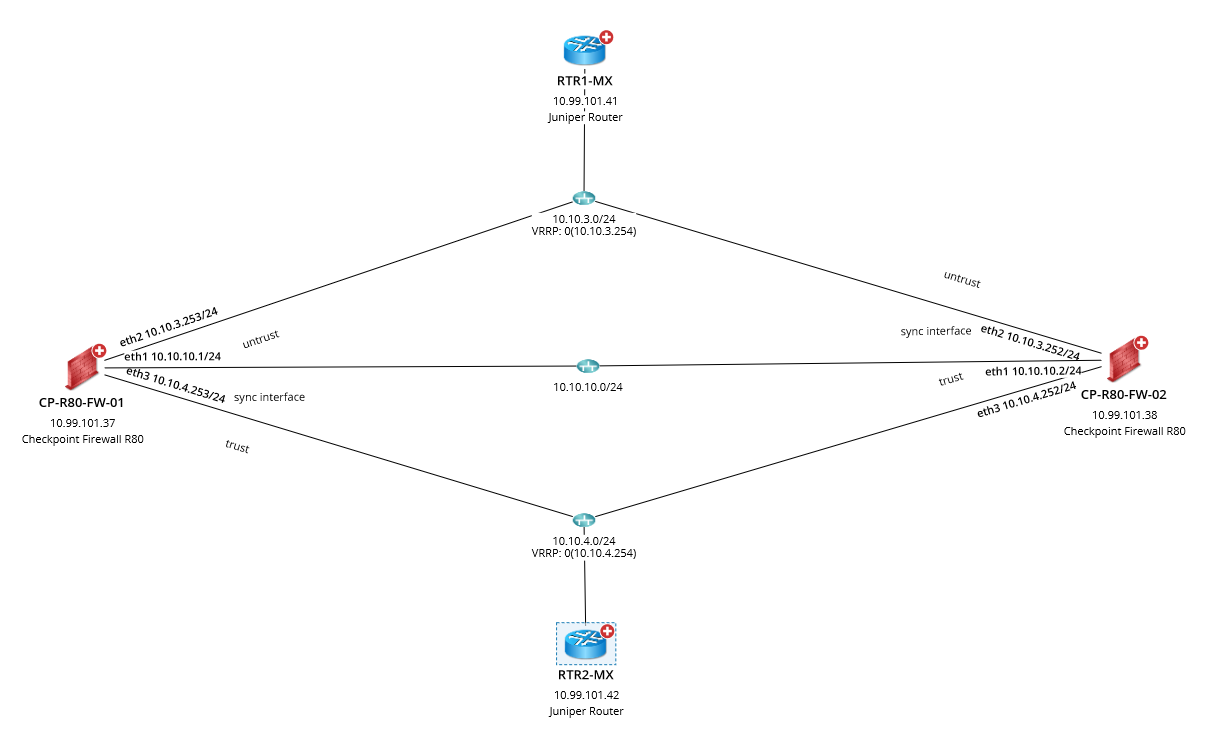 RTR1-MX
10.99.101.41
Juniper Router
10.10.3.0/24
VRRP: 0(10.10.3.254)
untrust
eth2 10.10.3.253/24
untrust
sync interface
eth2 10.10.3.252/24
eth1 10.10.10.1/24
eth1 10.10.10.2/24
10.10.10.0/24
eth3 10.10.4.253/24
sync interface
trust
eth3 10.10.4.252/24
CP-R80-FW-01
10.99.101.37
Checkpoint Firewall R80
CP-R80-FW-02
10.99.101.38
Checkpoint Firewall R80
trust
10.10.4.0/24
VRRP: 0(10.10.4.254)
RTR2-MX
10.99.101.42
Juniper Router